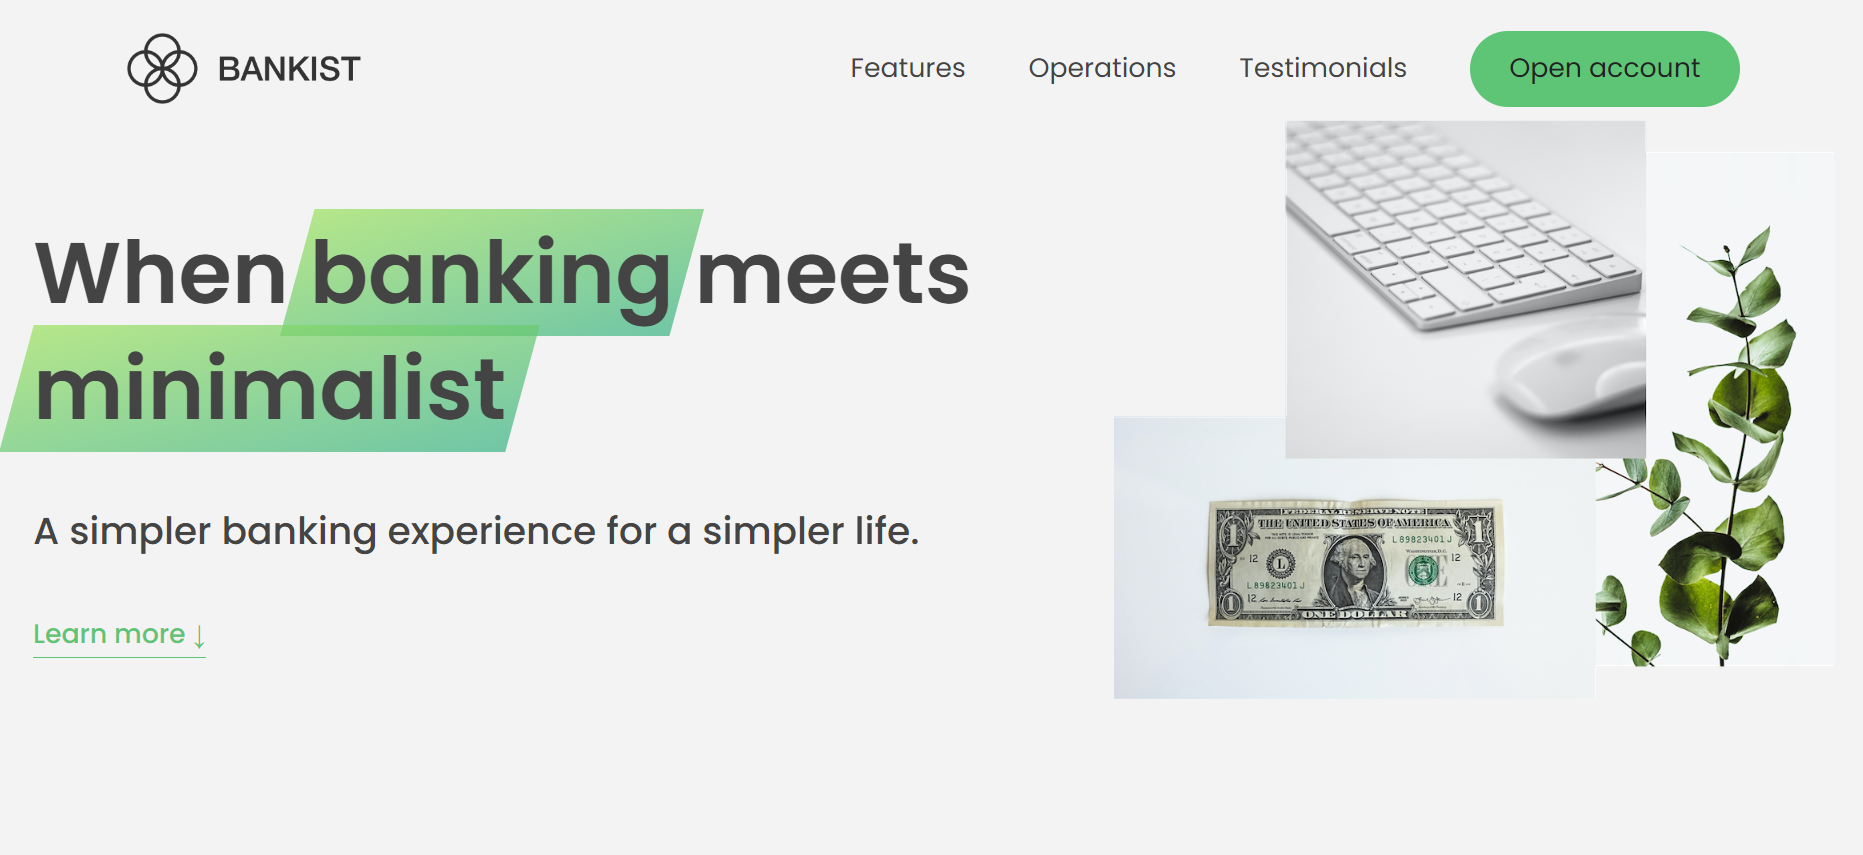 BANKIST
Features
Operations
Testimonials
Open account
When banking meets
minimalist
A simpler banking experience for a simpler life.
Learn more ↓
FEDERAL RESERVE NOTE
THE UNITED STATES OF AMERICA
L 89823401 J
WASHINGTON, D.C.
12
12
L
L 89823401 J
12
12
ONE DOLLAR
1
1
1
1